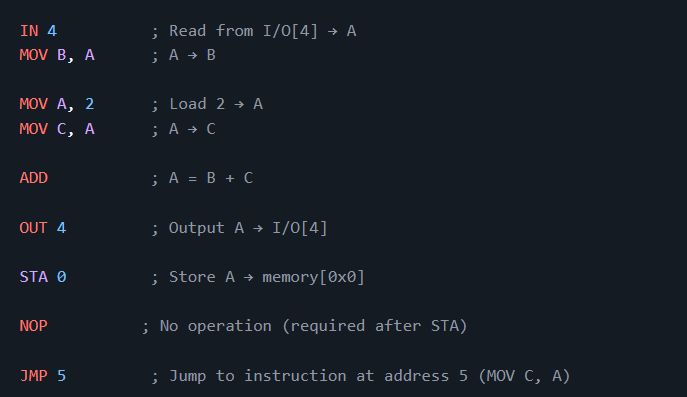 IN 4 ; Read from I/O[4] → A
MOV B, A ; A → B
MOV A, 2 ; Load 2 → A
MOV C, A ; A → C
ADD ; A = B + C
OUT 4 ; Output A → I/O[4]
STA 0 ; Store A → memory[0x0]
NOP ; No operation (required after STA)
JMP 5 ; Jump to instruction at address 5 (MOV C, A)